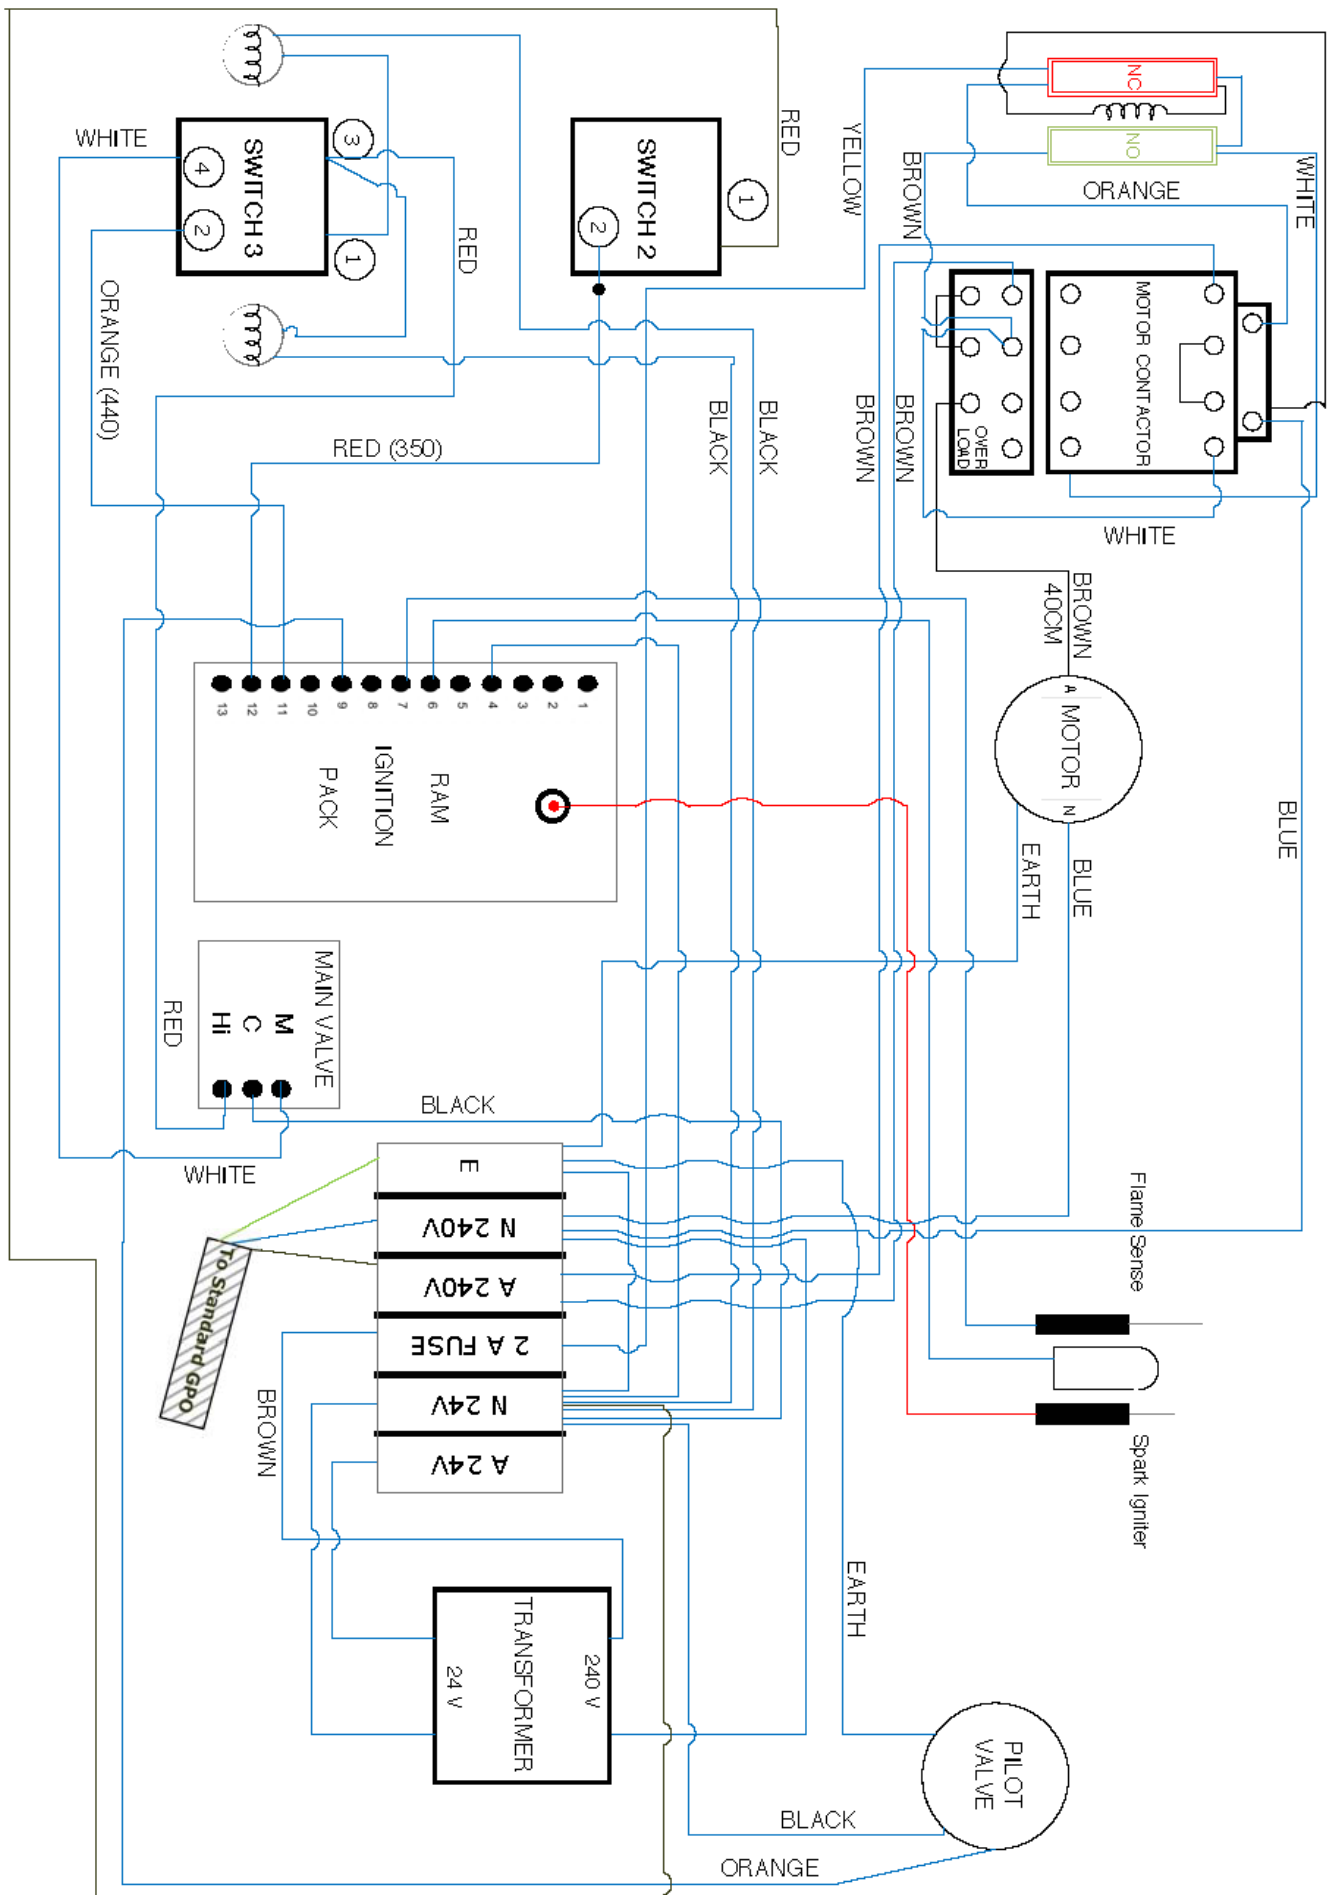 WHITE
SWITCH 3
3
4
2
1
RED
ORANGE (440)
SWITCH 2
1
2
RED
RED (350)
BLACK
BLACK
YELLOW
BROWN
NC
NO
ORANGE
WHITE
MOTOR CONTACTOR
OVER
LOAD
BROWN
BROWN
WHITE
BROWN
40CM
A
MOTOR
N
EARTH
BLUE
BLUE
13
12
11
10
9
8
7
6
5
4
3
2
1
RAM
IGNITION
PACK
MAIN VALVE
M
C
Hi
RED
BLACK
WHITE
E
N 240V
A 240V
2 A FUSE
N 24V
A 24V
To Standard GPO
BROWN
Flame Sense
Spark Igniter
TRANSFORMER
240 V
24 V
EARTH
PILOT
VALVE
BLACK
ORANGE